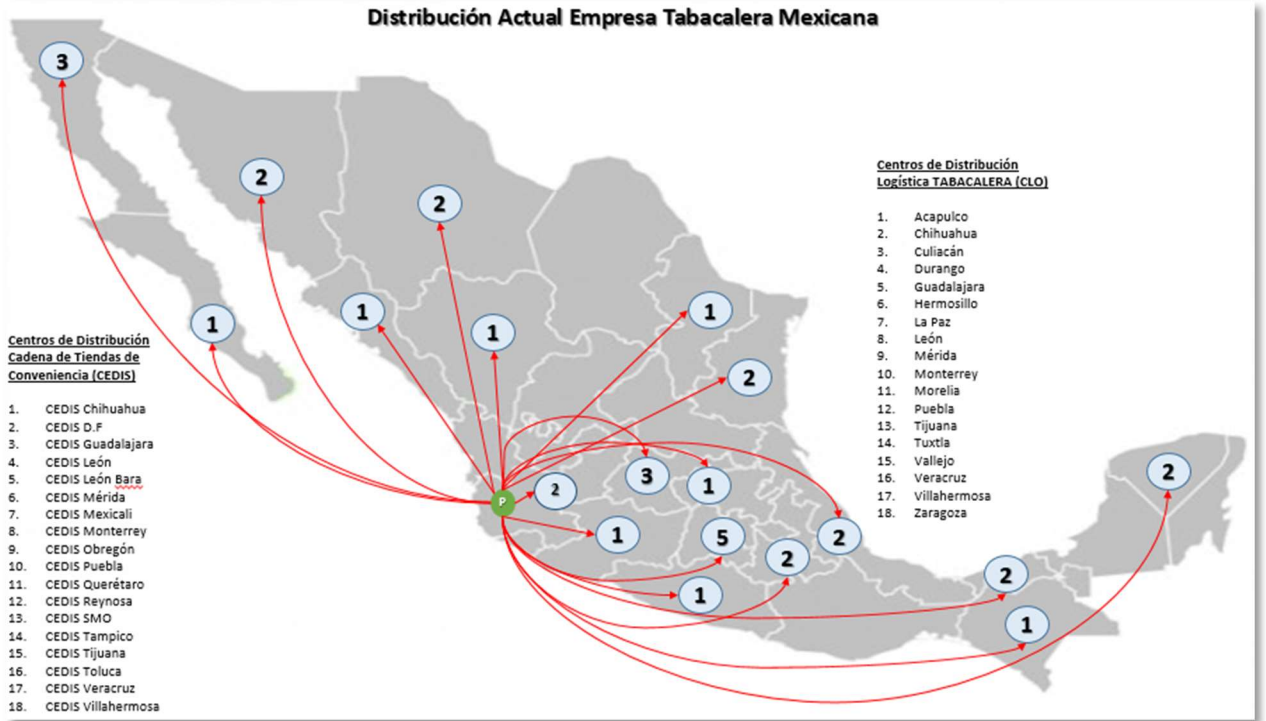 Distribución Actual Empresa Tabacalera Mexicana
3
2
2
1
1
1
1
2
3
1
2
1
5
2
2
1
2
1
2
P
Centros de Distribución
Logística TABACALERA (CLO)
1. Acapulco
2. Chihuahua
3. Culiacán
4. Durango
5. Guadalajara
6. Hermosillo
7. La Paz
8. León
9. Mérida
10. Monterrey
11. Morelia
12. Puebla
13. Tijuana
14. Tuxtla
15. Vallejo
16. Veracruz
17. Villahermosa
18. Zaragoza
Centros de Distribución
Cadena de Tiendas de
Conveniencia (CEDIS)
1. CEDIS Chihuahua
2. CEDIS D.F
3. CEDIS Guadalajara
4. CEDIS León
5. CEDIS León Bara
6. CEDIS Mérida
7. CEDIS Mexicali
8. CEDIS Monterrey
9. CEDIS Obregón
10. CEDIS Puebla
11. CEDIS Querétaro
12. CEDIS Reynosa
13. CEDIS SMO
14. CEDIS Tampico
15. CEDIS Tijuana
16. CEDIS Toluca
17. CEDIS Veracruz
18. CEDIS Villahermosa